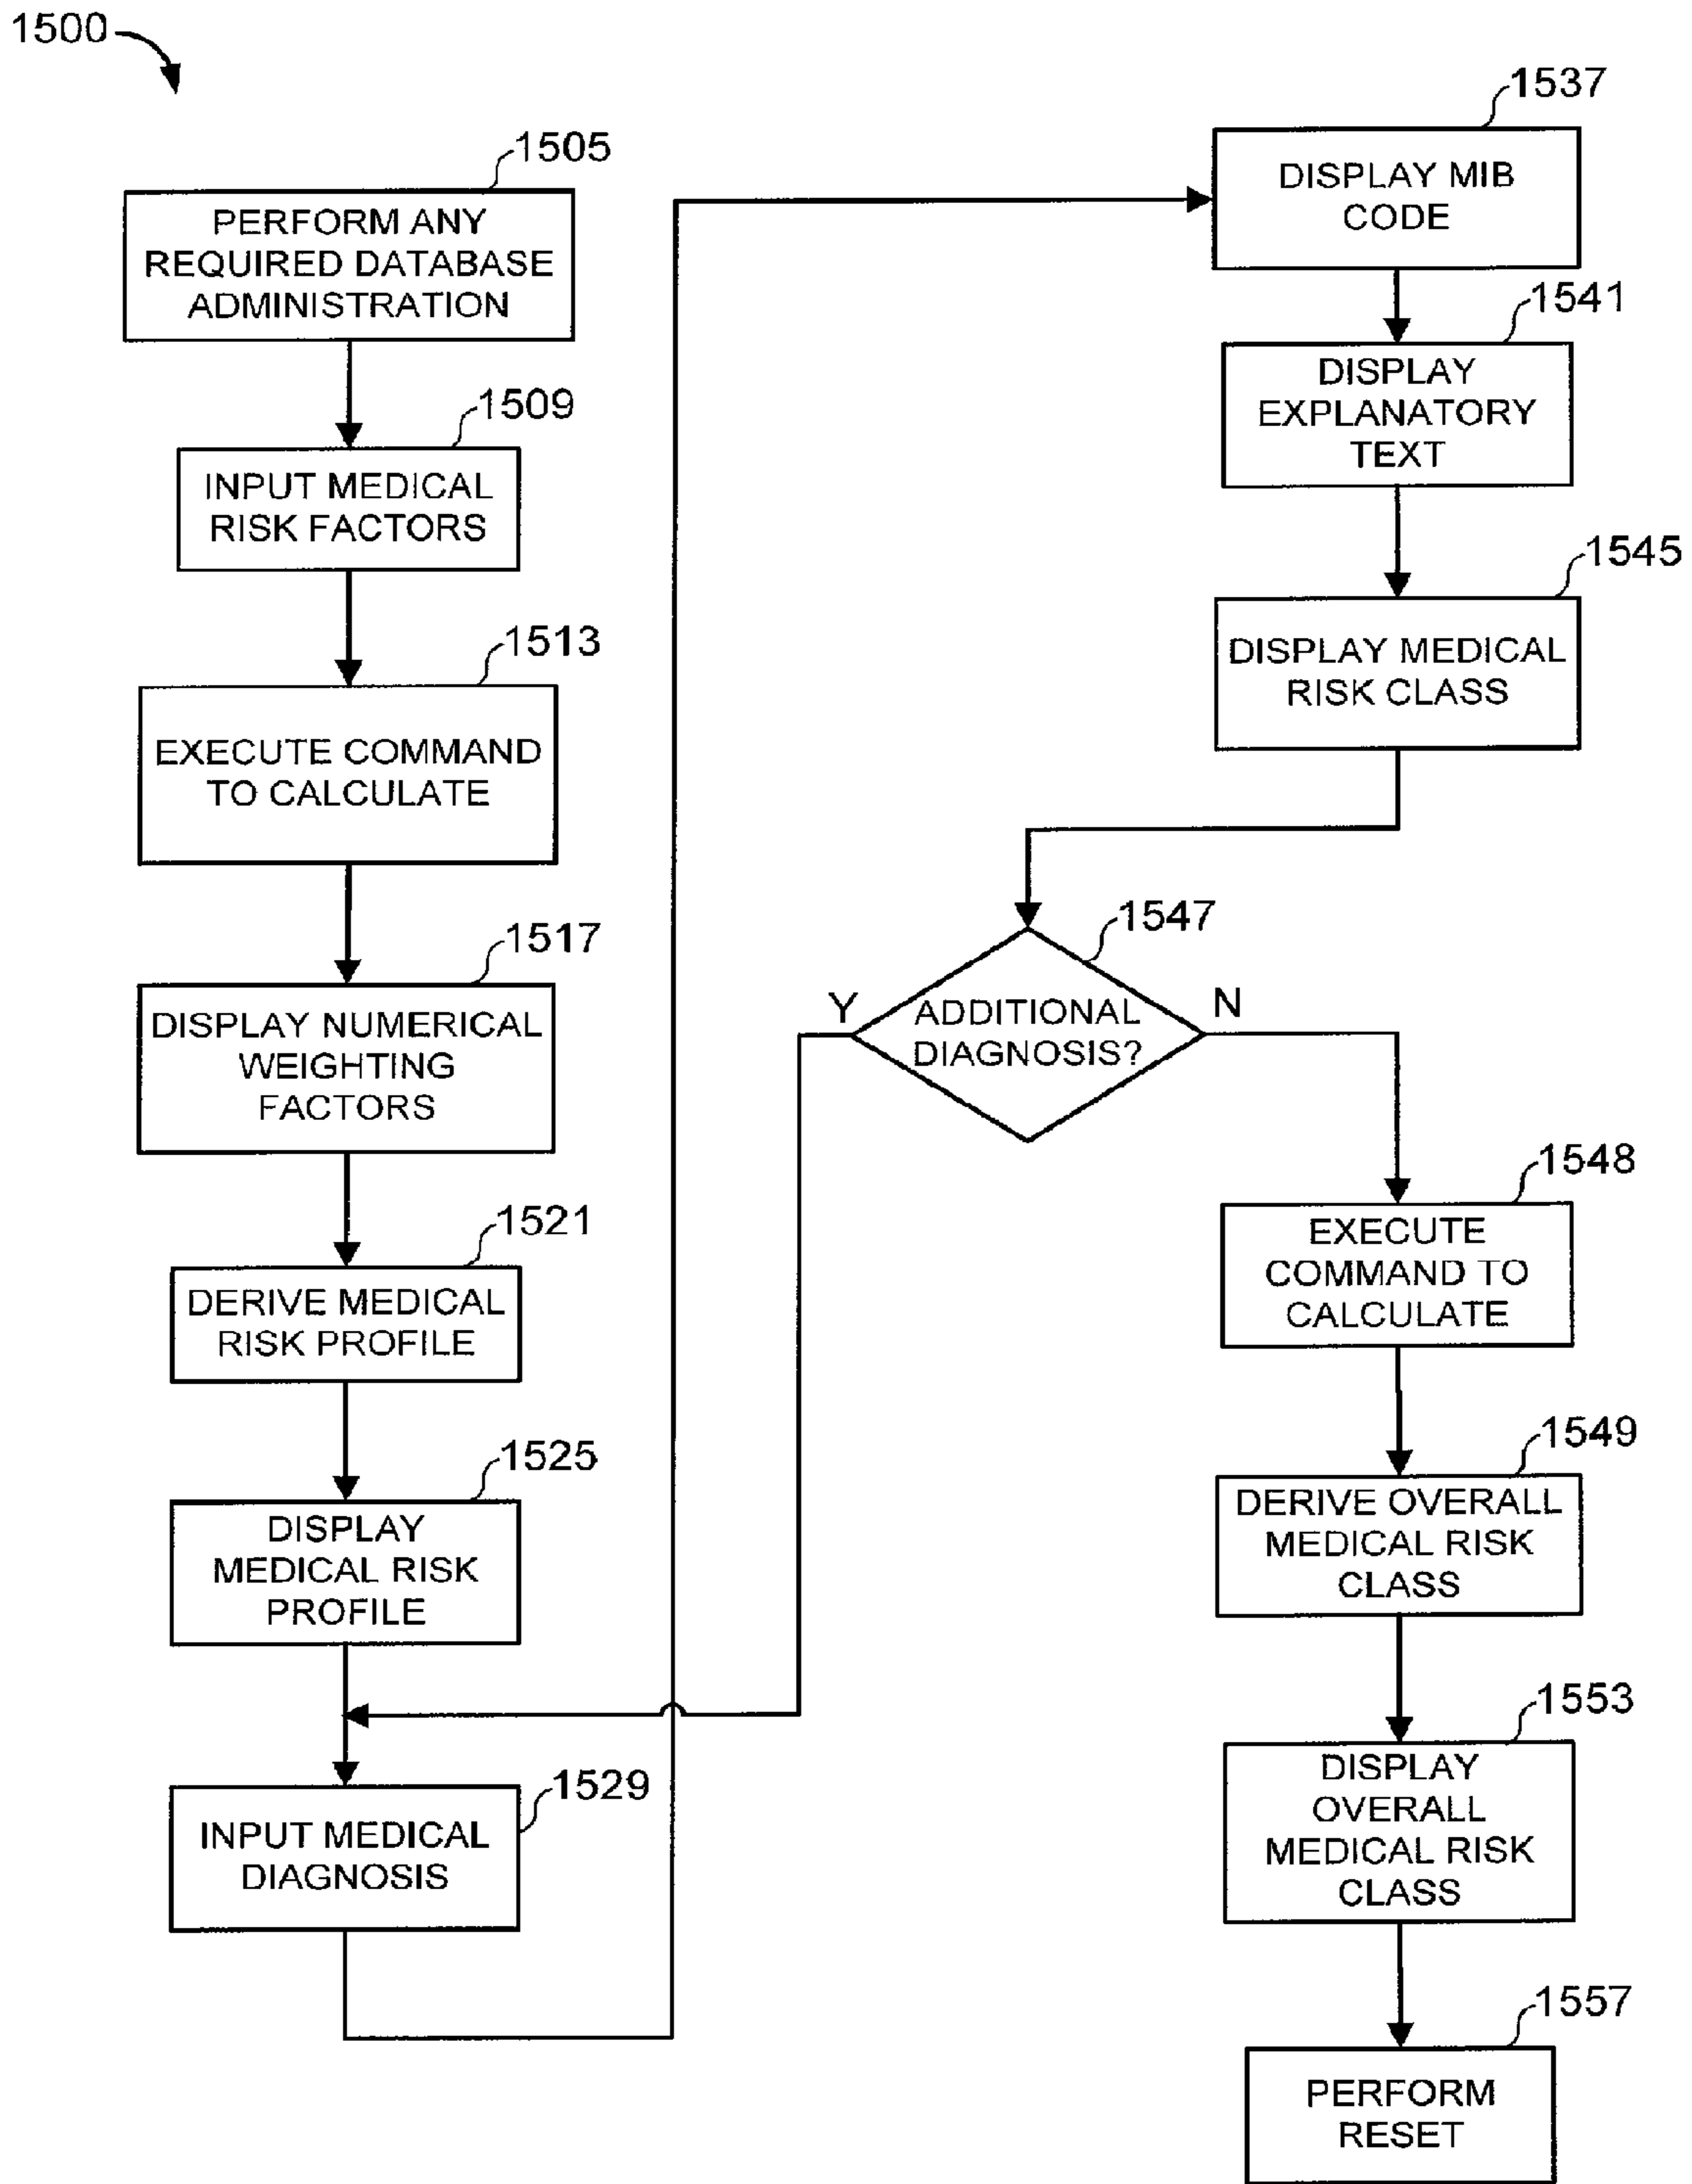 1500
1505
PERFORM ANY
REQUIRED DATABASE
ADMINISTRATION
1509
INPUT MEDICAL
RISK FACTORS
1513
EXECUTE COMMAND
TO CALCULATE
1517
DISPLAY NUMERICAL
WEIGHTING
FACTORS
1521
DERIVE MEDICAL
RISK PROFILE
1525
DISPLAY
MEDICAL RISK
PROFILE
1529
INPUT MEDICAL
DIAGNOSIS
1537
DISPLAY MIB
CODE
1541
DISPLAY
EXPLANATORY
TEXT
1545
DISPLAY MEDICAL
RISK CLASS
1547
Y
ADDITIONAL
DIAGNOSIS?
N
1548
EXECUTE
COMMAND TO
CALCULATE
1549
DERIVE OVERALL
MEDICAL RISK
CLASS
1553
DISPLAY
OVERALL
MEDICAL RISK
CLASS
1557
PERFORM
RESET